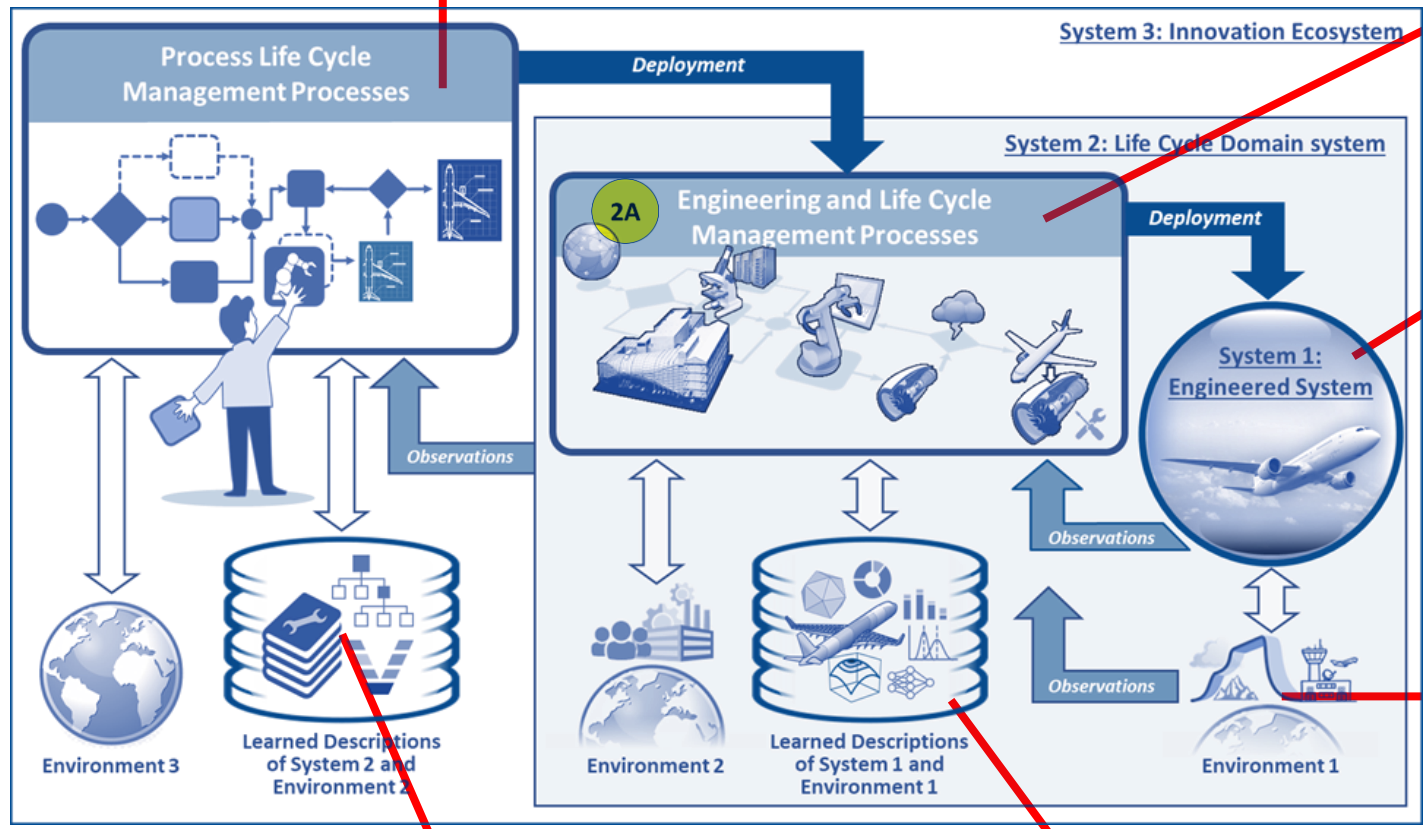 System 3: Innovation Ecosystem
Process Life Cycle
Management Processes
Deployment
System 2: Life Cycle Domain system
2A
Engineering and Life Cycle
Management Processes
Deployment
System 1:
Engineered System
Observations
Observations
Observations
Environment 3
Learned Descriptions
of System 2 and
Environment 2
Environment 2
Learned Descriptions
of System 1 and
Environment 1
Environment 1